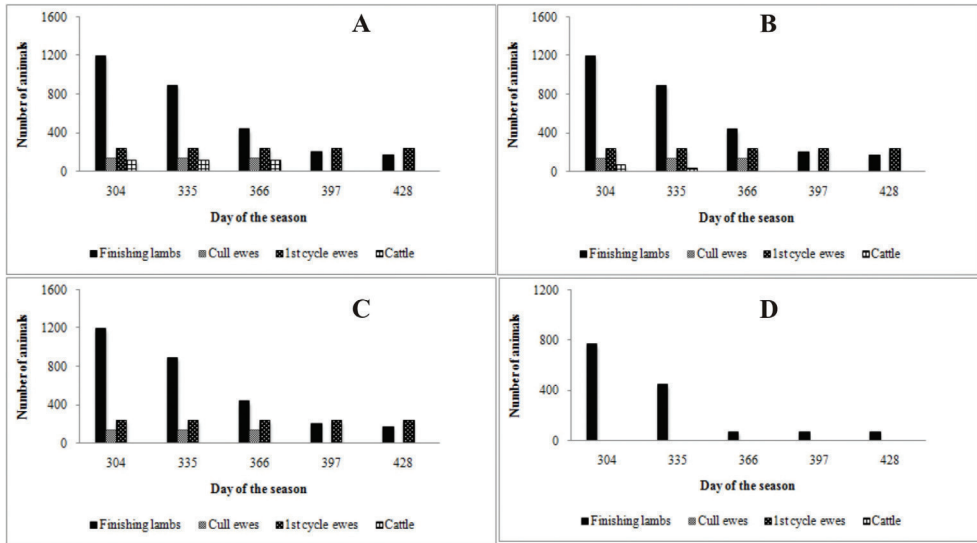 A
Number of animals
1600
1200
800
400
0
304 335 366 397 428
Day of the season
Finishing lambs Cull ewes 1st cycle ewes Cattle
B
Number of animals
1600
1200
800
400
0
304 335 366 397 428
Day of the season
Finishing lambs Cull ewes 1st cycle ewes Cattle
C
Number of animals
1600
1200
800
400
0
304 335 366 397 428
Day of the season
Finishing lambs Cull ewes 1st cycle ewes Cattle
D
Number of animals
1200
800
400
0
304 335 366 397 428
Day of the season
Finishing lambs Cull ewes 1st cycle ewes Cattle